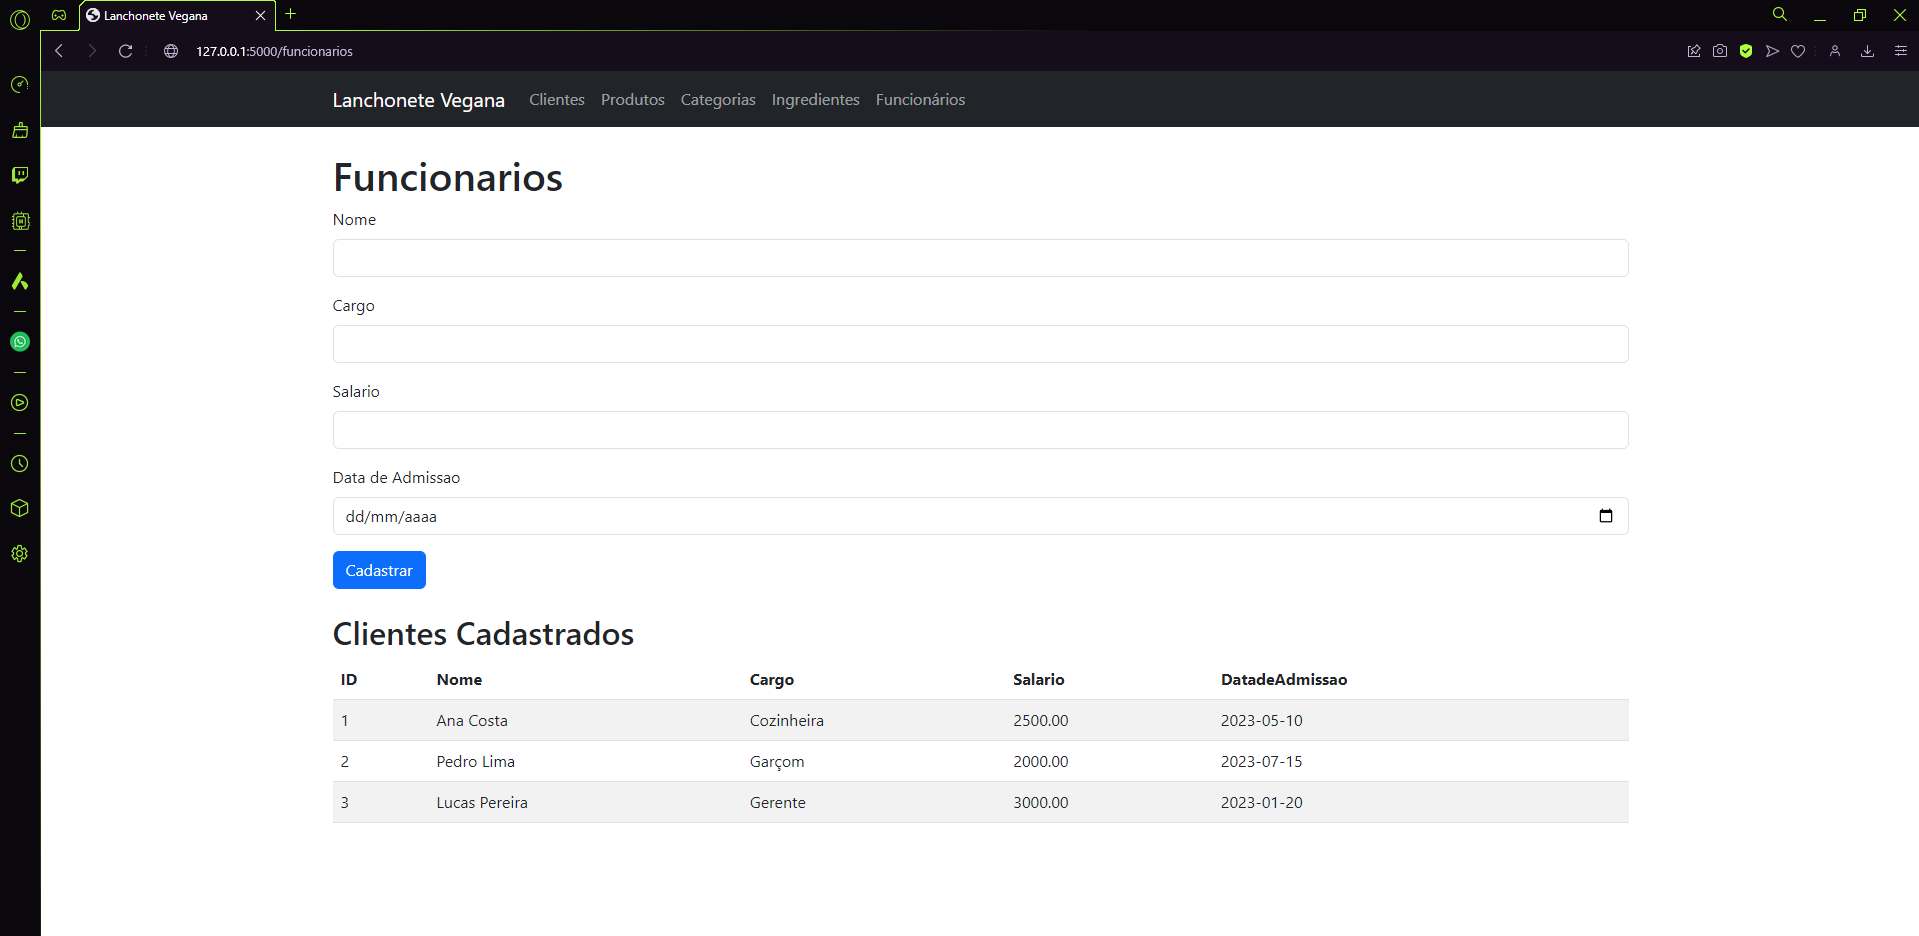 Lanchonete Vegana
127.0.0.1:5000/funcionarios
Lanchonete Vegana Clientes Produtos Categorias Ingredientes Funcionários
Funcionarios
Nome
Cargo
Salario
Data de Admissao
dd/mm/aaaa
Cadastrar
Clientes Cadastrados
ID Nome Cargo Salario DatadeAdmissao
1 Ana Costa Cozinheira 2500.00 2023-05-10
2 Pedro Lima Garçom 2000.00 2023-07-15
3 Lucas Pereira Gerente 3000.00 2023-01-20